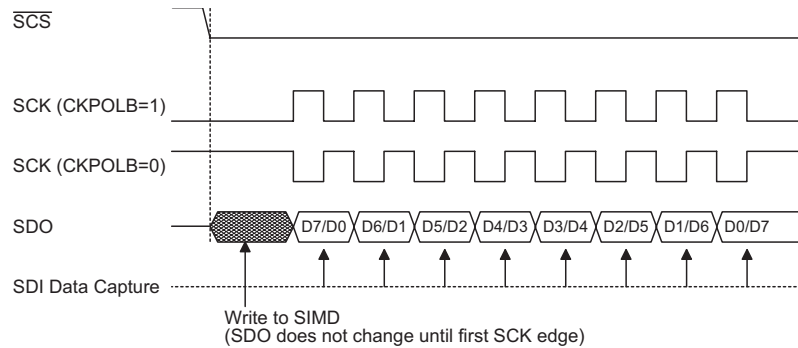 SCS
SCK (CKPOLB=1)
SCK (CKPOLB=0)
SDO
D7/D0 D6/D1 D5/D2 D4/D3 D3/D4 D2/D5 D1/D6 D0/D7
SDI Data Capture
Write to SIMD
(SDO does not change until first SCK edge)